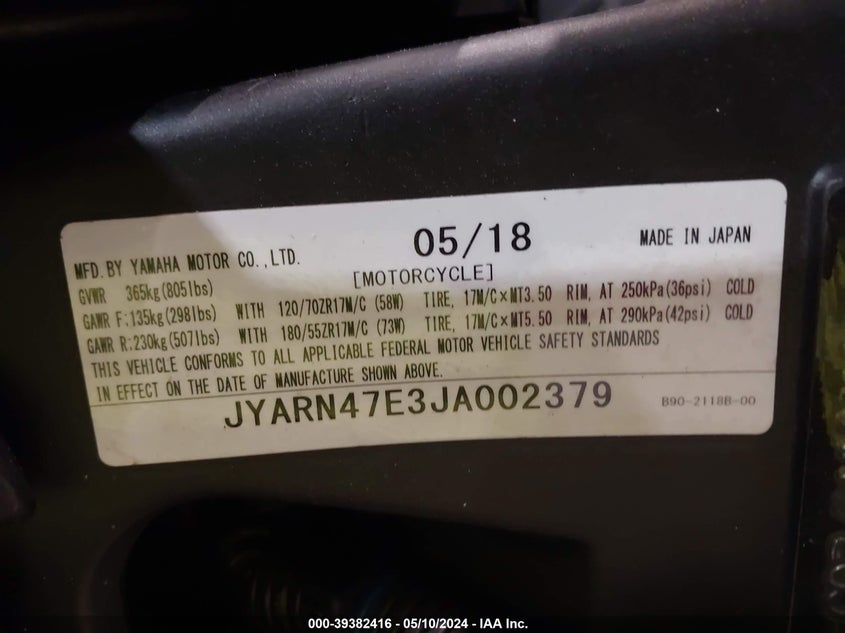 MFD. BY YAMAHA MOTOR CO., LTD. 05/18 MADE IN JAPAN
[MOTORCYCLE]
GVWR 365kg(805lbs)
GAWR F:135kg(298lbs) WITH 120/70ZR17M/C (58W) TIRE, 17M/C×MT3.50 RIM, AT 250kPa(36psi) COLD
GAWR R:230kg(507lbs) WITH 180/55ZR17M/C (73W) TIRE, 17M/C×MT5.50 RIM, AT 290kPa(42psi) COLD
THIS VEHICLE CONFORMS TO ALL APPLICABLE FEDERAL MOTOR VEHICLE SAFETY STANDARDS
IN EFFECT ON THE DATE OF MANUFACTURE SHOWN ABOVE.
JYARN47E3JA002379 B90-2118B-00
000-39382416 - 05/10/2024 - IAA Inc.